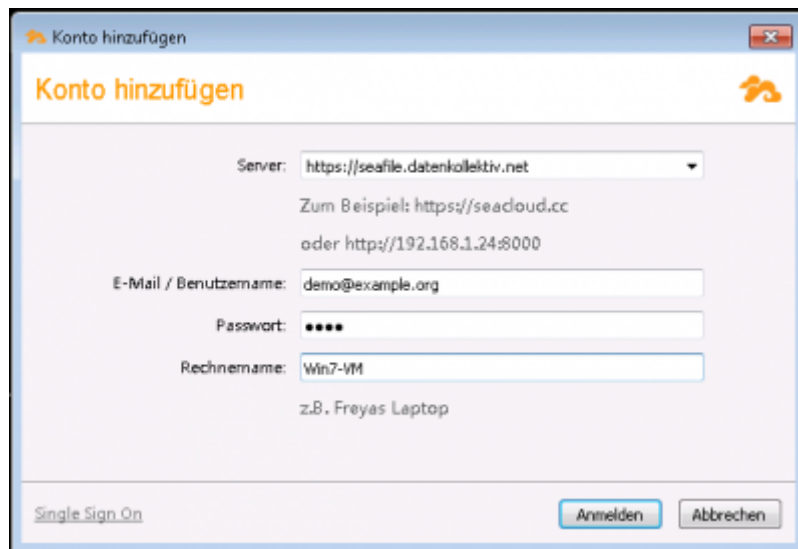 Konto hinzufügen
Konto hinzufügen
Server: https://seafile.datenkollektiv.net
Zum Beispiel: https://seacloud.cc
oder http://192.168.1.24:8000
E-Mail / Benutzername: demo@example.org
Passwort: ●●●●
Rechnername: Win7-VM
z.B. Freyas Laptop
Single Sign On Anmelden Abbrechen